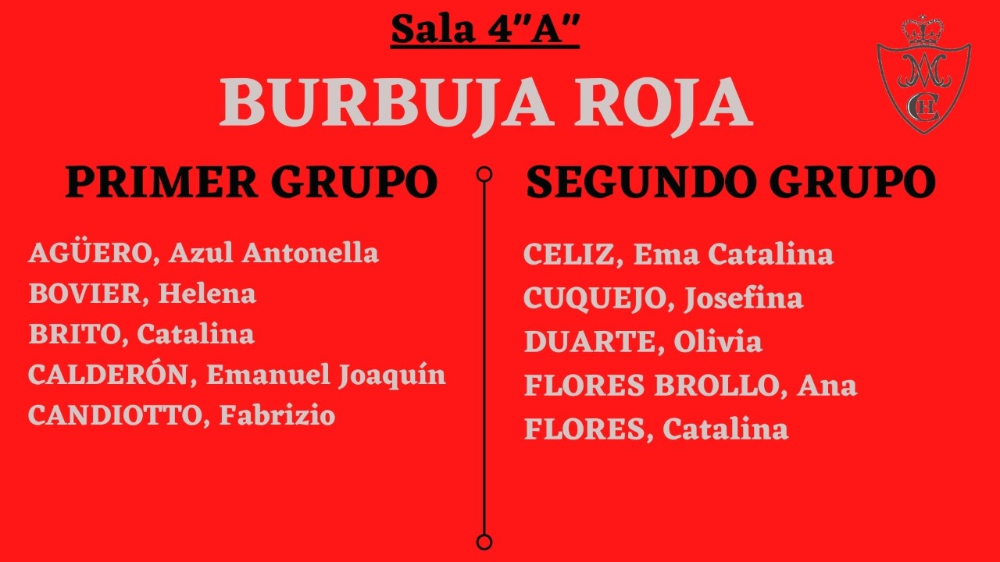 Sala 4"A"
BURBUJA ROJA
PRIMER GRUPO
AGÜERO, Azul Antonella
BOVIER, Helena
BRITO, Catalina
CALDERÓN, Emanuel Joaquín
CANDIOTTO, Fabrizio
SEGUNDO GRUPO
CELIZ, Ema Catalina
CUQUEJO, Josefina
DUARTE, Olivia
FLORES BROLLO, Ana
FLORES, Catalina